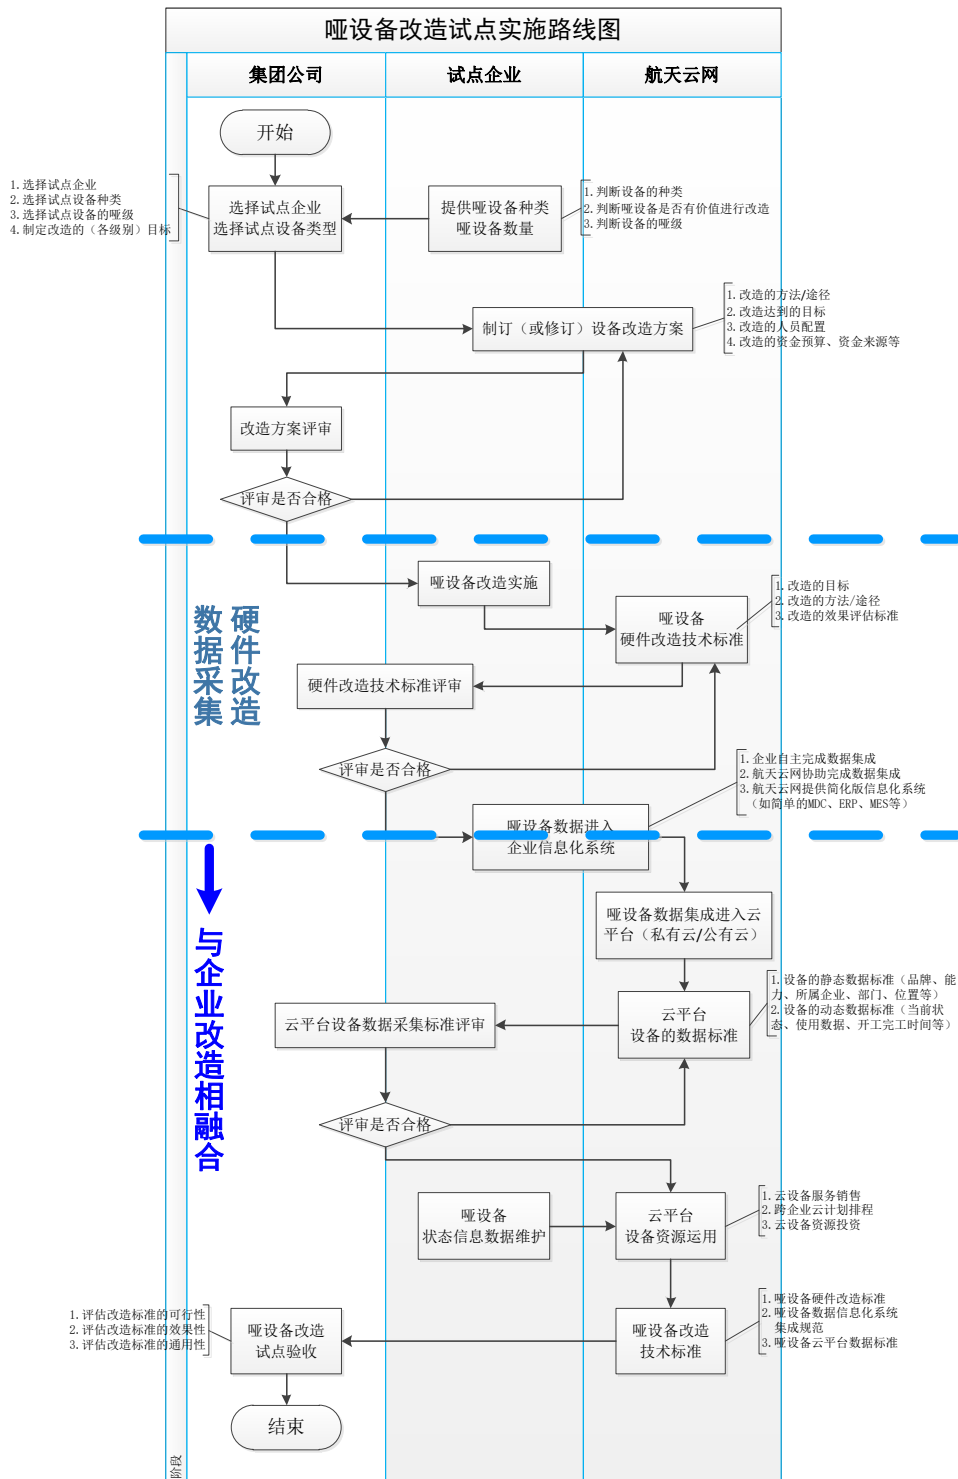 哑设备改造试点实施路线图
集团公司
试点企业
航天云网
开始
1.选择试点企业
2.选择试点设备种类
3.选择试点设备的哑级
4.制定改造的（各级别）目标
选择试点企业
选择试点设备类型
提供哑设备种类
哑设备数量
1.判断设备的种类
2.判断哑设备是否有价值进行改造
3.判断设备的哑级
制订（或修订）设备改造方案
1.改造的方法/途径
2.改造达到的目标
3.改造的人员配置
4.改造的资金预算、资金来源等
改造方案评审
评审是否合格
哑设备改造实施
哑设备
硬件改造技术标准
1.改造的目标
2.改造的方法/途径
3.改造的效果评估标准
硬件改造
数据采集
硬件改造技术标准评审
评审是否合格
1.企业自主完成数据集成
2.航天云网协助完成数据集成
3.航天云网提供简化版信息化系统
（如简单的MDC、ERP、MES等）
哑设备数据进入
企业信息化系统
与企业改造相融合
哑设备数据集成进入云
平台（私有云/公有云）
云平台
设备的数据标准
1.设备的静态数据标准（品牌、能
力、所属企业、部门、位置等）
2.设备的动态数据标准（当前状
态、使用数据、开工完工时间等）
云平台设备数据采集标准评审
评审是否合格
哑设备
状态信息数据维护
云平台
设备资源运用
1.云设备服务销售
2.跨企业云计划排程
3.云设备资源投资
哑设备改造
技术标准
1.哑设备硬件改造标准
2.哑设备数据信息化系统
集成规范
3.哑设备云平台数据标准
1.评估改造标准的可行性
2.评估改造标准的效果性
3.评估改造标准的通用性
哑设备改造
试点验收
结束
阶段